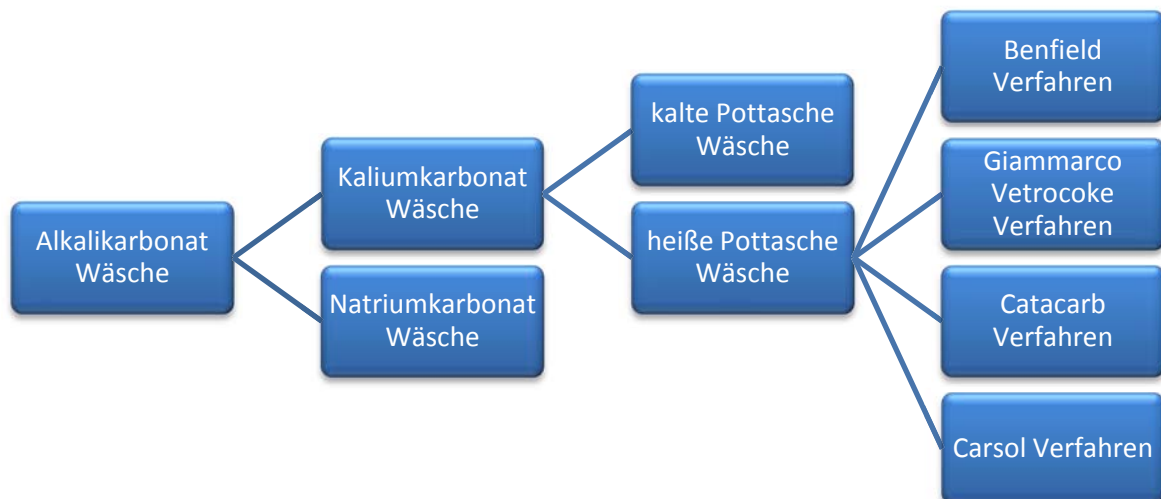 Alkalikarbonat
Wäsche
Kaliumkarbonat
Wäsche
Natriumkarbonat
Wäsche
kalte Pottasche
Wäsche
heiße Pottasche
Wäsche
Benfield
Verfahren
Giammarco
Vetrocoke
Verfahren
Catacarb
Verfahren
Carsol Verfahren